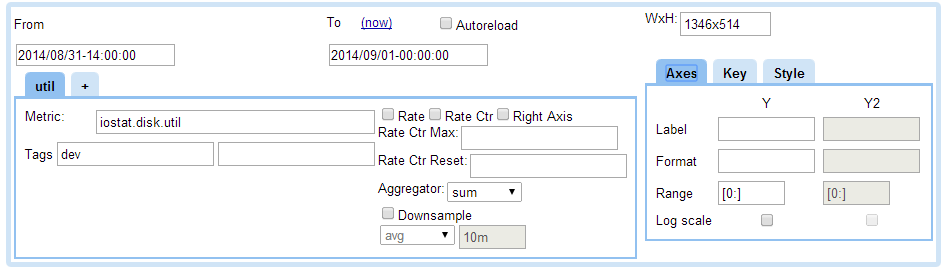 From To (now) Autoreload WxH: 1346x514
2014/08/31-14:00:00 2014/09/01-00:00:00
util +
Metric: iostat.disk.util
Tags dev
Rate Rate Ctr Right Axis
Rate Ctr Max:
Rate Ctr Reset:
Aggregator: sum
Downsample
avg 10m
Axes Key Style
Y Y2
Label
Format
Range [0:] [0:]
Log scale